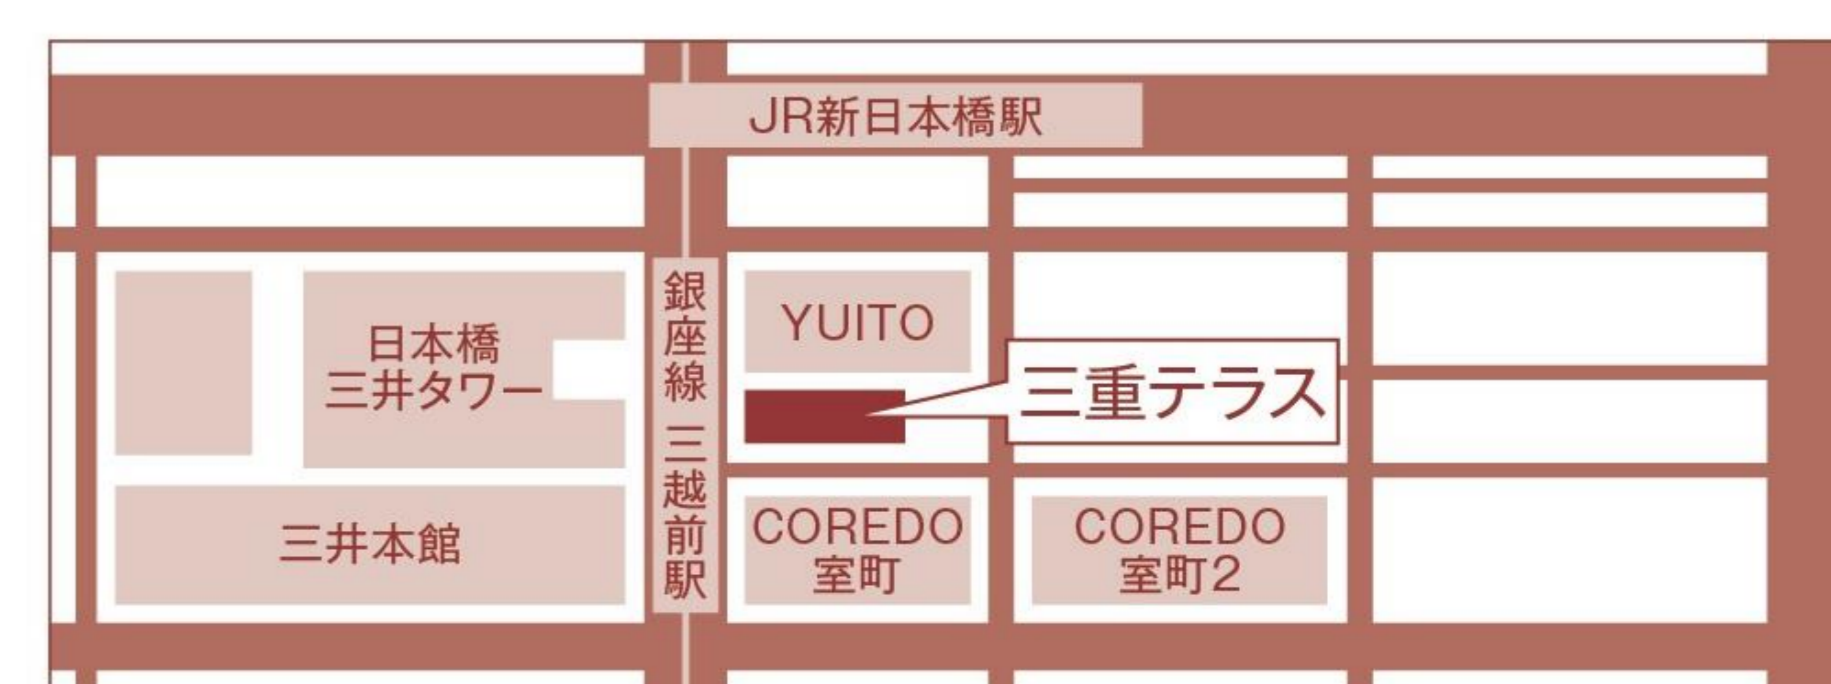 JR新日本橋駅
日本橋
三井タワー
三井本館
銀座線 三越前駅
YUITO
三重テラス
COREDO
室町
COREDO
室町2